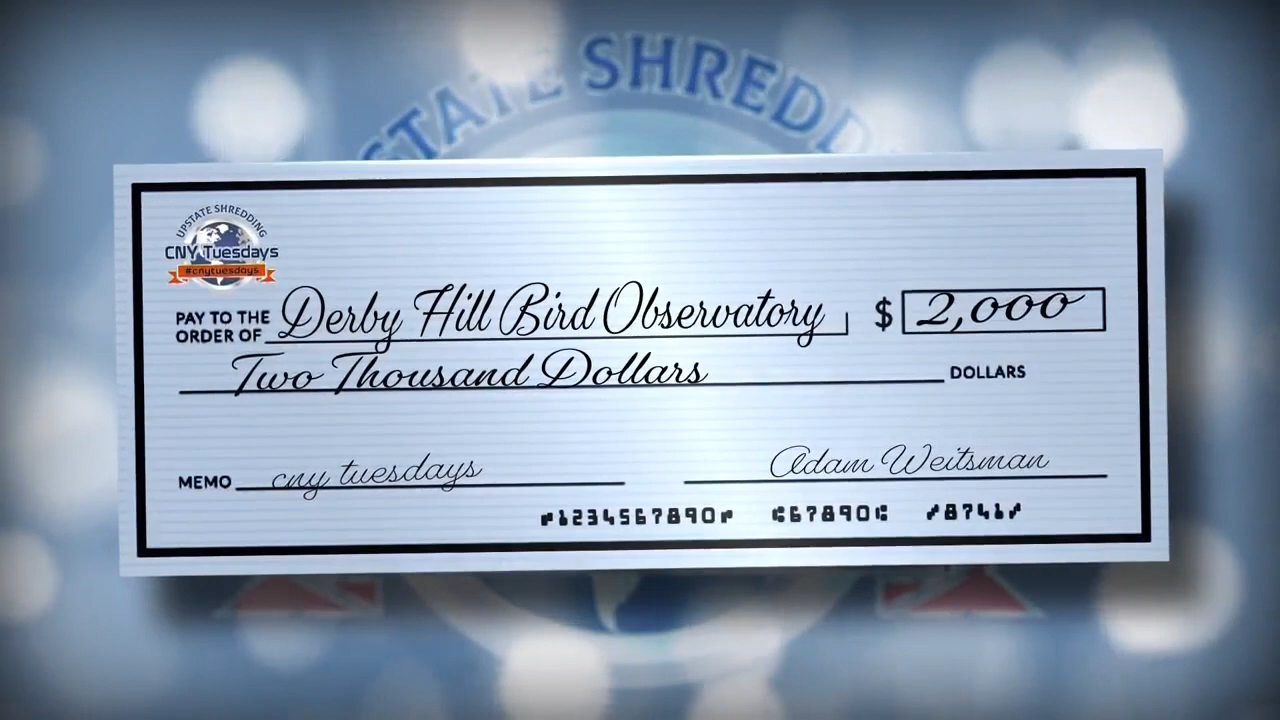 STATE SHREDD
UPSTATE SHREDDING
CNY Tuesdays
#cnytuesdays
PAY TO THE
ORDER OF Derby Hill Bird Observatory $ 2,000
Two Thousand Dollars DOLLARS
MEMO cny tuesdays Adam Weitsman
1234567890 67890 8741